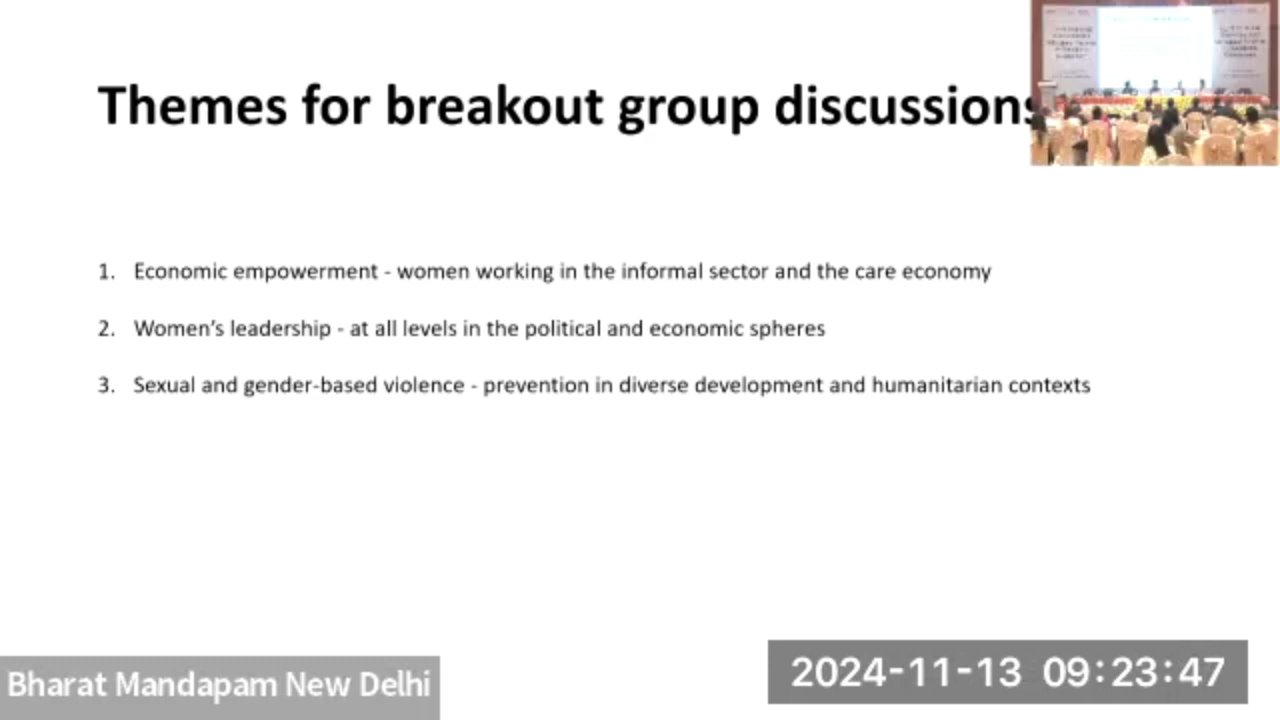 Themes for breakout group discussions
1. Economic empowerment - women working in the informal sector and the care economy
2. Women’s leadership - at all levels in the political and economic spheres
3. Sexual and gender-based violence - prevention in diverse development and humanitarian contexts
Bharat Mandapam New Delhi
2024-11-13 09:23:47